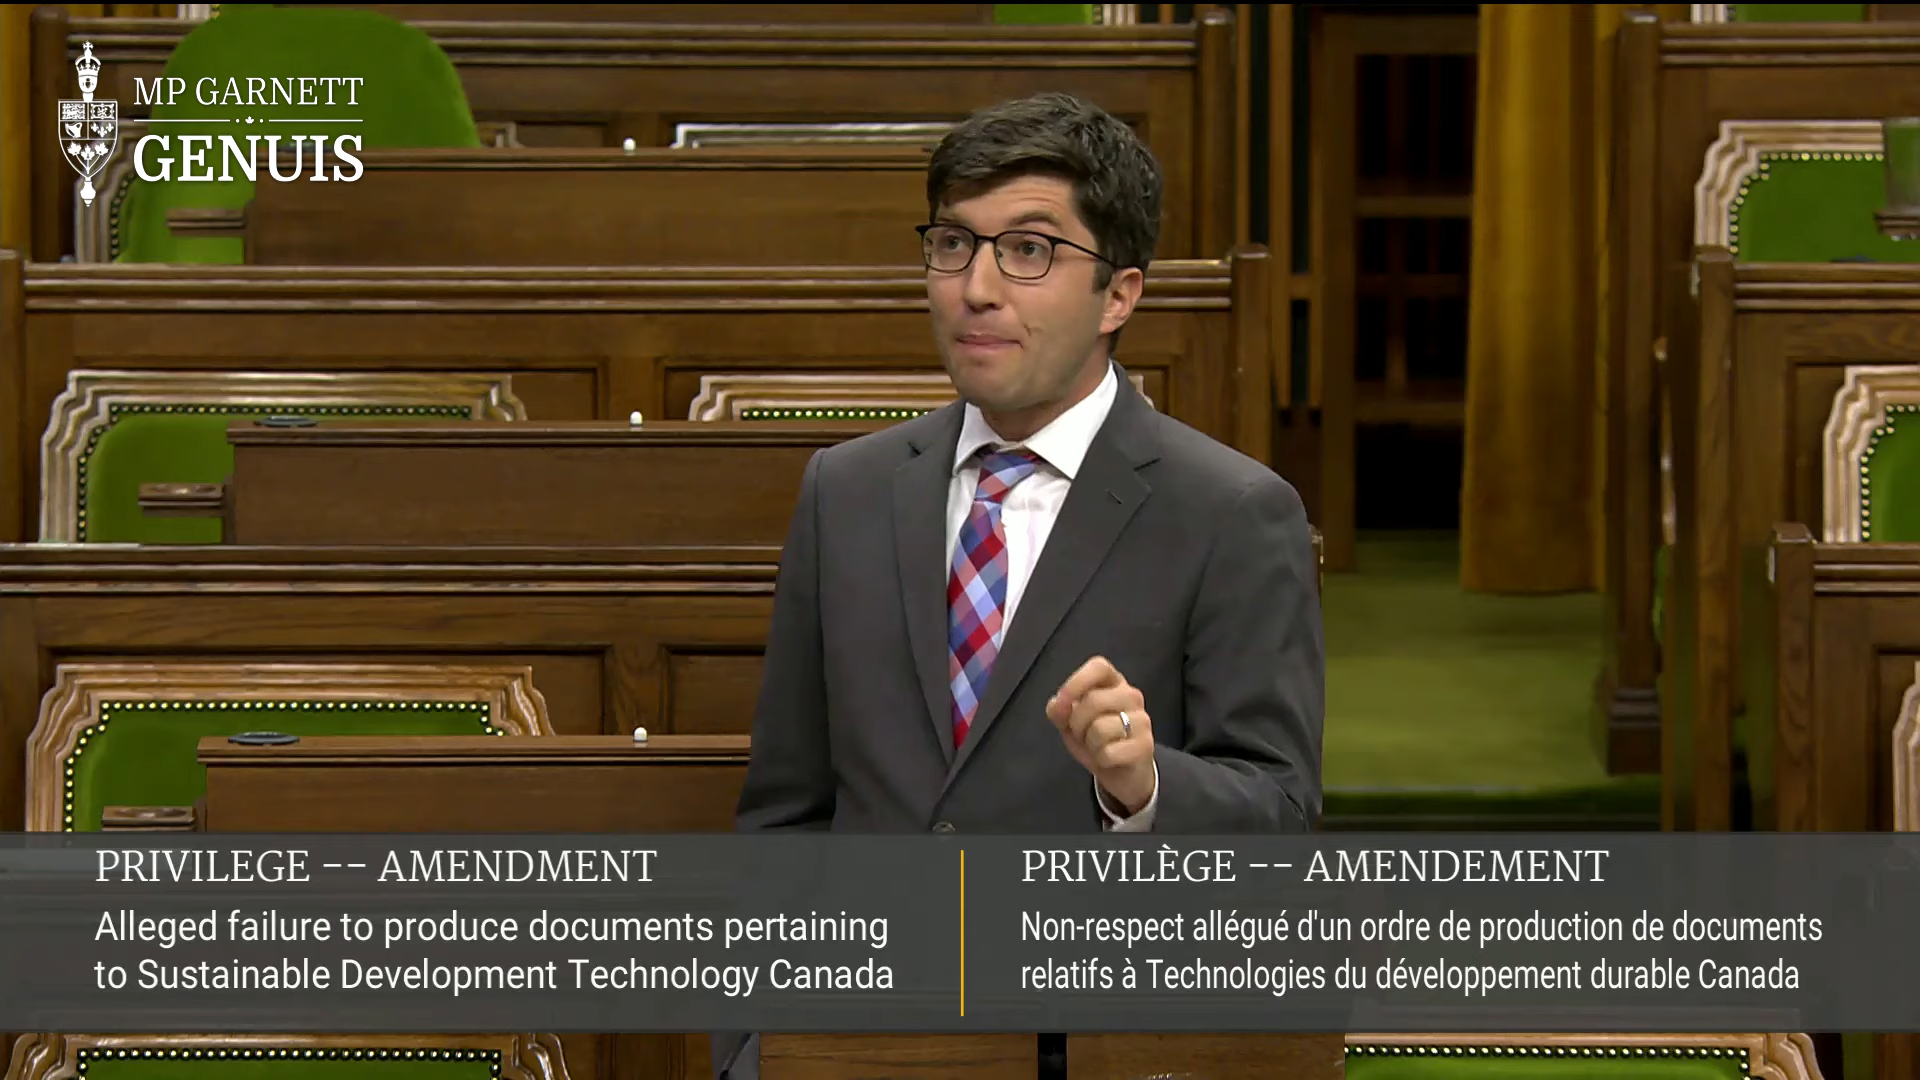 MP GARNETT
GENUIS
PRIVILEGE -- AMENDMENT
Alleged failure to produce documents pertaining
to Sustainable Development Technology Canada
PRIVILÈGE -- AMENDEMENT
Non-respect allégué d'un ordre de production de documents
relatifs à Technologies du développement durable Canada